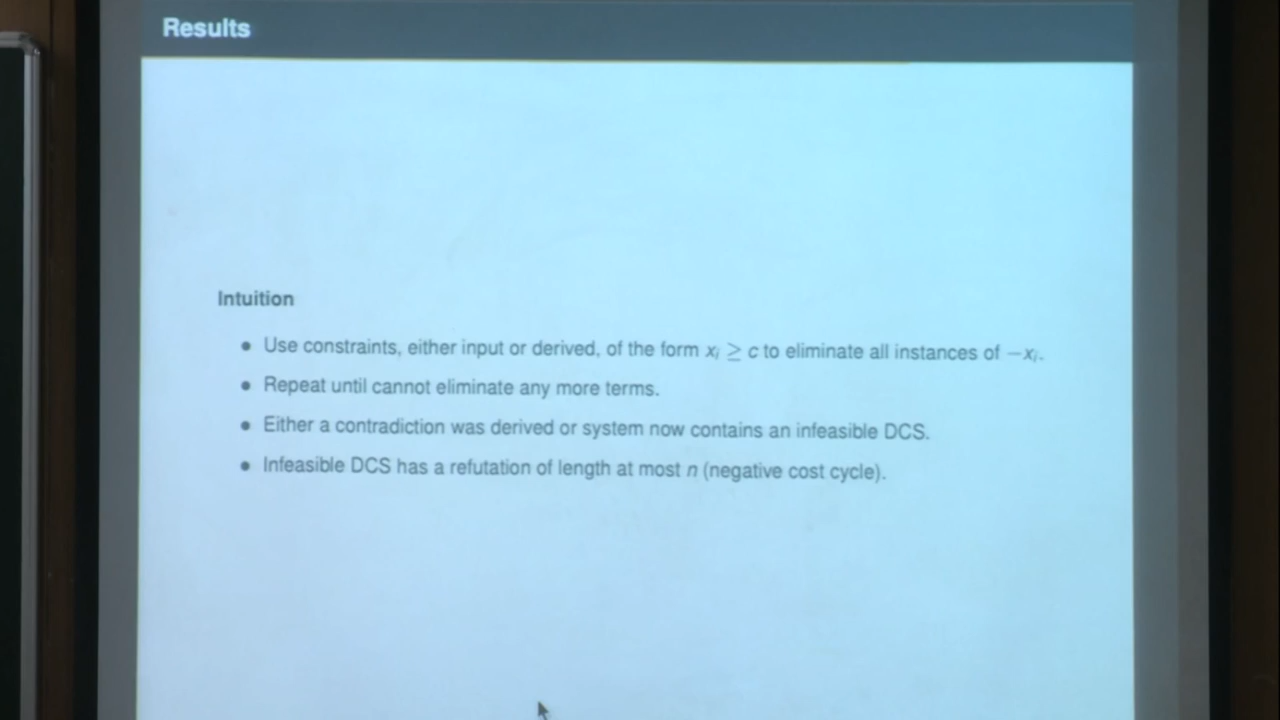 Results
Intuition
• Use constraints, either input or derived, of the form xᵢ ≥ c to eliminate all instances of −xᵢ.
• Repeat until cannot eliminate any more terms.
• Either a contradiction was derived or system now contains an infeasible DCS.
• Infeasible DCS has a refutation of length at most n (negative cost cycle).